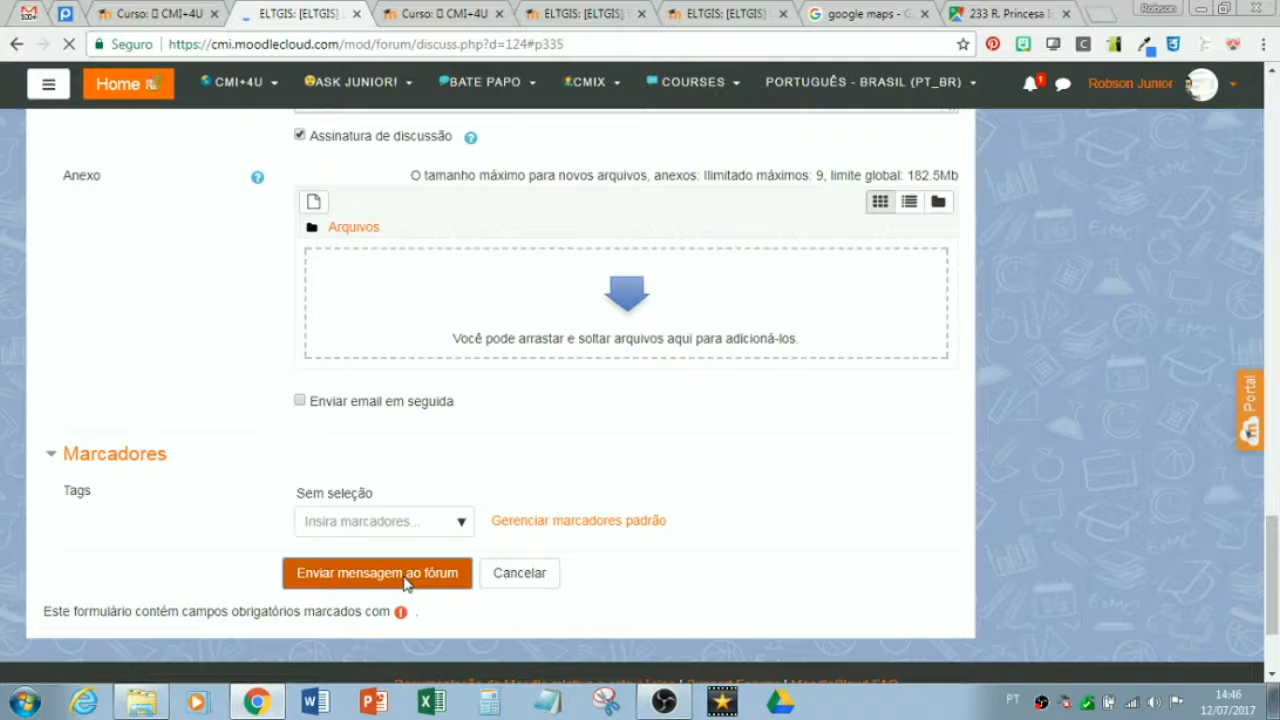 100+
Curso: CMI+4U
ELTGIS: [ELTGIS]
Curso: CMI+4U
ELTGIS: [ELTGIS]
ELTGIS: [ELTGIS]
google maps - G
233 R. Princesa I
Robson
Seguro
https://cmi.moodlecloud.com/mod/forum/discuss.php?d=124#p335
Home
CMI+4U
ASK JUNIOR!
BATE PAPO
CMIX
COURSES
PORTUGUÊS - BRASIL (PT_BR)
1
Robson Junior
Assinatura de discussão
Anexo
O tamanho máximo para novos arquivos, anexos: Ilimitado máximos: 9, limite global: 182.5Mb
Arquivos
Você pode arrastar e soltar arquivos aqui para adicioná-los.
Portal
Enviar email em seguida
Marcadores
Tags
Sem seleção
Insira marcadores...
Gerenciar marcadores padrão
Enviar mensagem ao fórum
Cancelar
Este formulário contém campos obrigatórios marcados com .
PT
14:46
12/07/2017